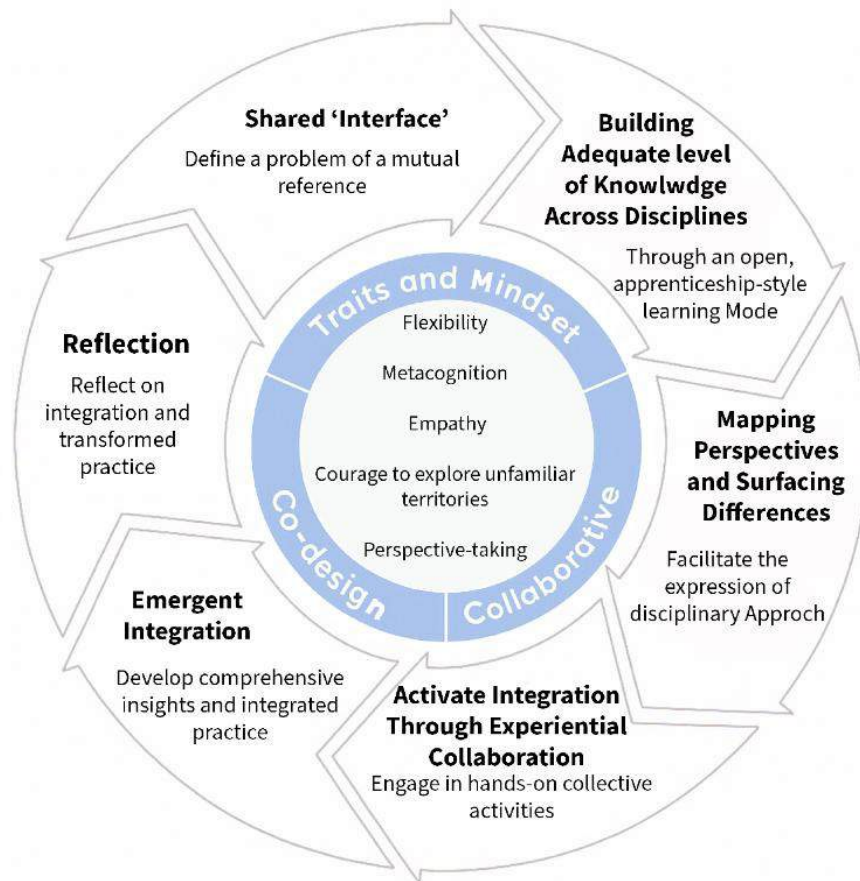 Shared ‘Interface’
Define a problem of a mutual
reference
Building
Adequate level
of Knowlwdge
Across Disciplines
Through an open,
apprenticeship-style
learning Mode
Mapping
Perspectives
and Surfacing
Differences
Facilitate the
expression of
disciplinary Approch
Activate Integration
Through Experiential
Collaboration
Engage in hands-on collective
activities
Emergent
Integration
Develop comprehensive
insights and integrated
practice
Reflection
Reflect on
integration and
transformed
practice
Traits and Mindset
Collaborative
Co-design
Flexibility
Metacognition
Empathy
Courage to explore unfamiliar
territories
Perspective-taking